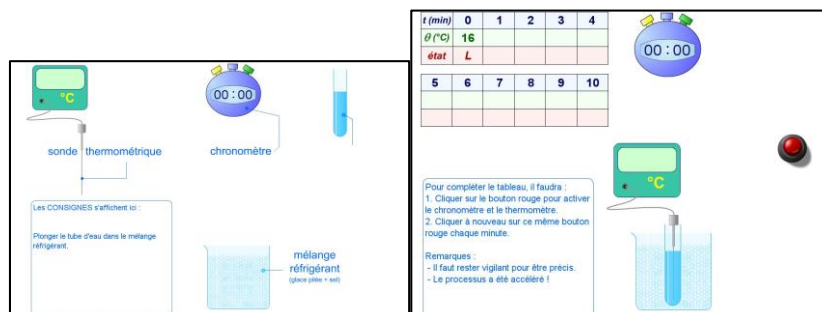 °C
00:00
sonde thermométrique
chronomètre
Les CONSIGNES s'affichent ici :
Plonger le tube d'eau dans le mélange
réfrigérant.
mélange
réfrigérant
(glace pilée + sel)
t (min) 0 1 2 3 4
θ (°C) 16
état L
00:00
5 6 7 8 9 10
°C
Pour compléter le tableau, il faudra :
1. Cliquer sur le bouton rouge pour activer
le chronomètre et le thermomètre.
2. Cliquer à nouveau sur ce même bouton
rouge chaque minute.
Remarques :
- Il faut rester vigilant pour être précis.
- Le processus a été accéléré !